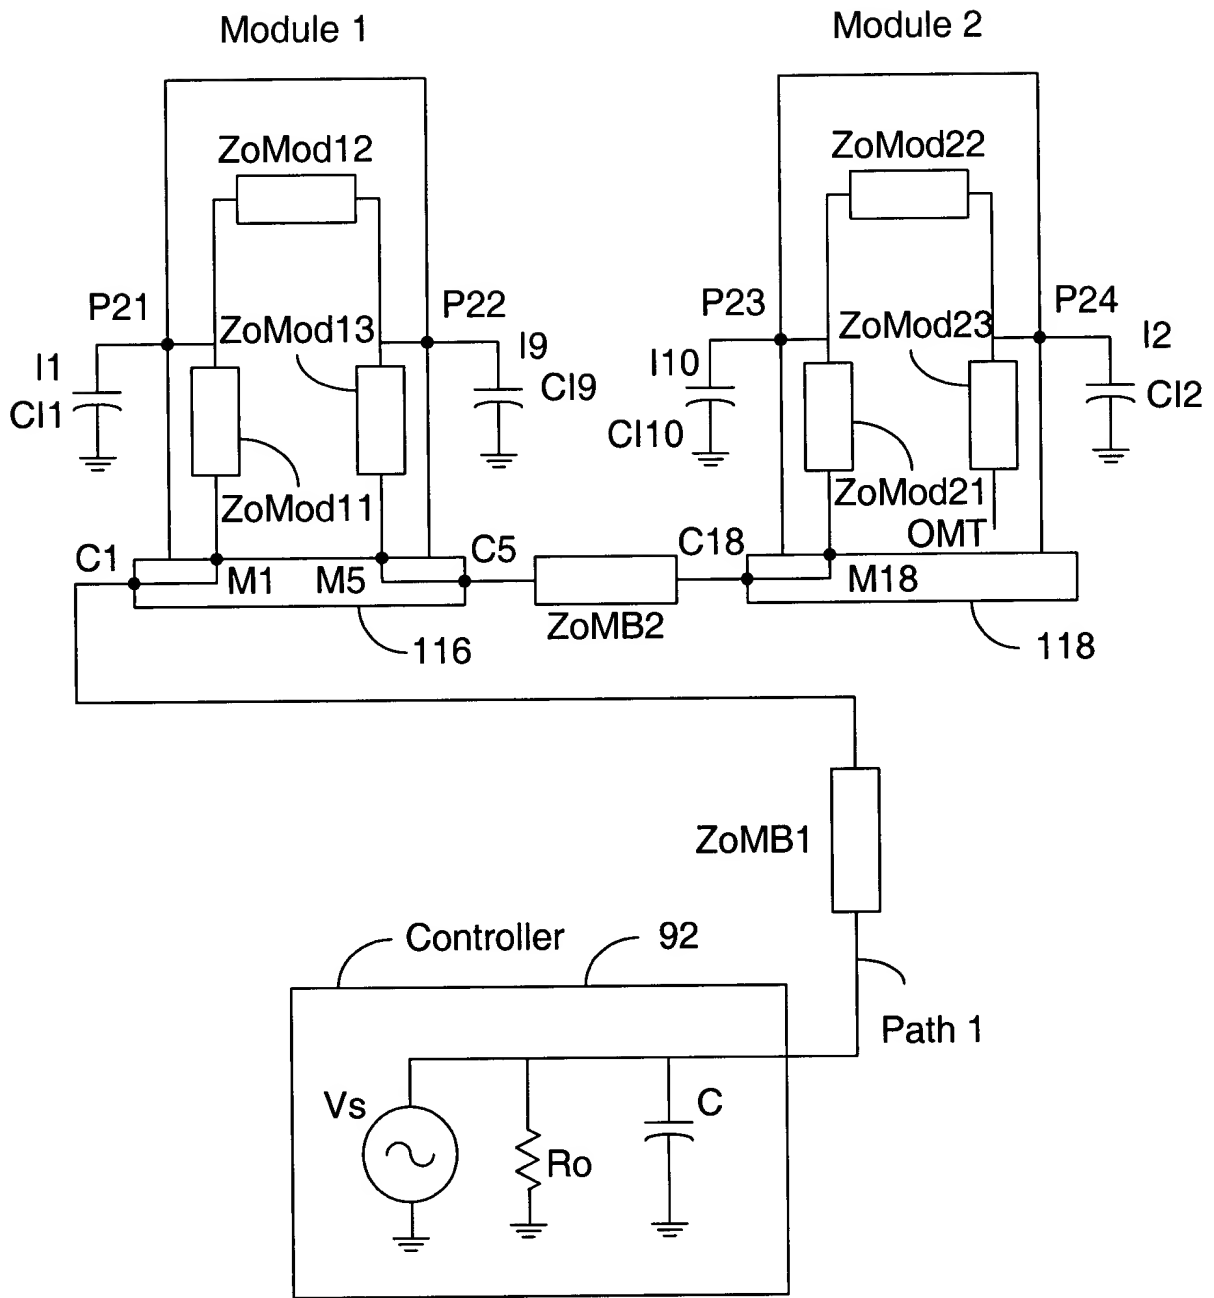 Module 1
Module 2
ZoMod12
ZoMod22
P21
P22
P23
P24
ZoMod13
ZoMod23
I1
CI1
I9
CI9
I10
CI10
I2
CI2
ZoMod11
ZoMod21
OMT
C1
M1
M5
C5
C18
M18
ZoMB2
116
118
ZoMB1
Controller
92
Path 1
Vs
Ro
C